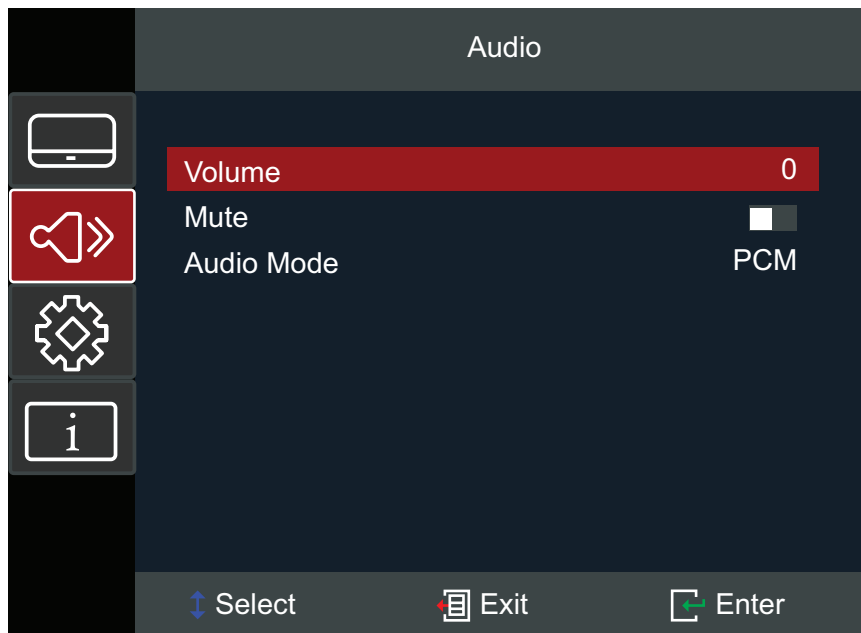 Audio
Volume 0
Mute
Audio Mode PCM
i
Select Exit Enter